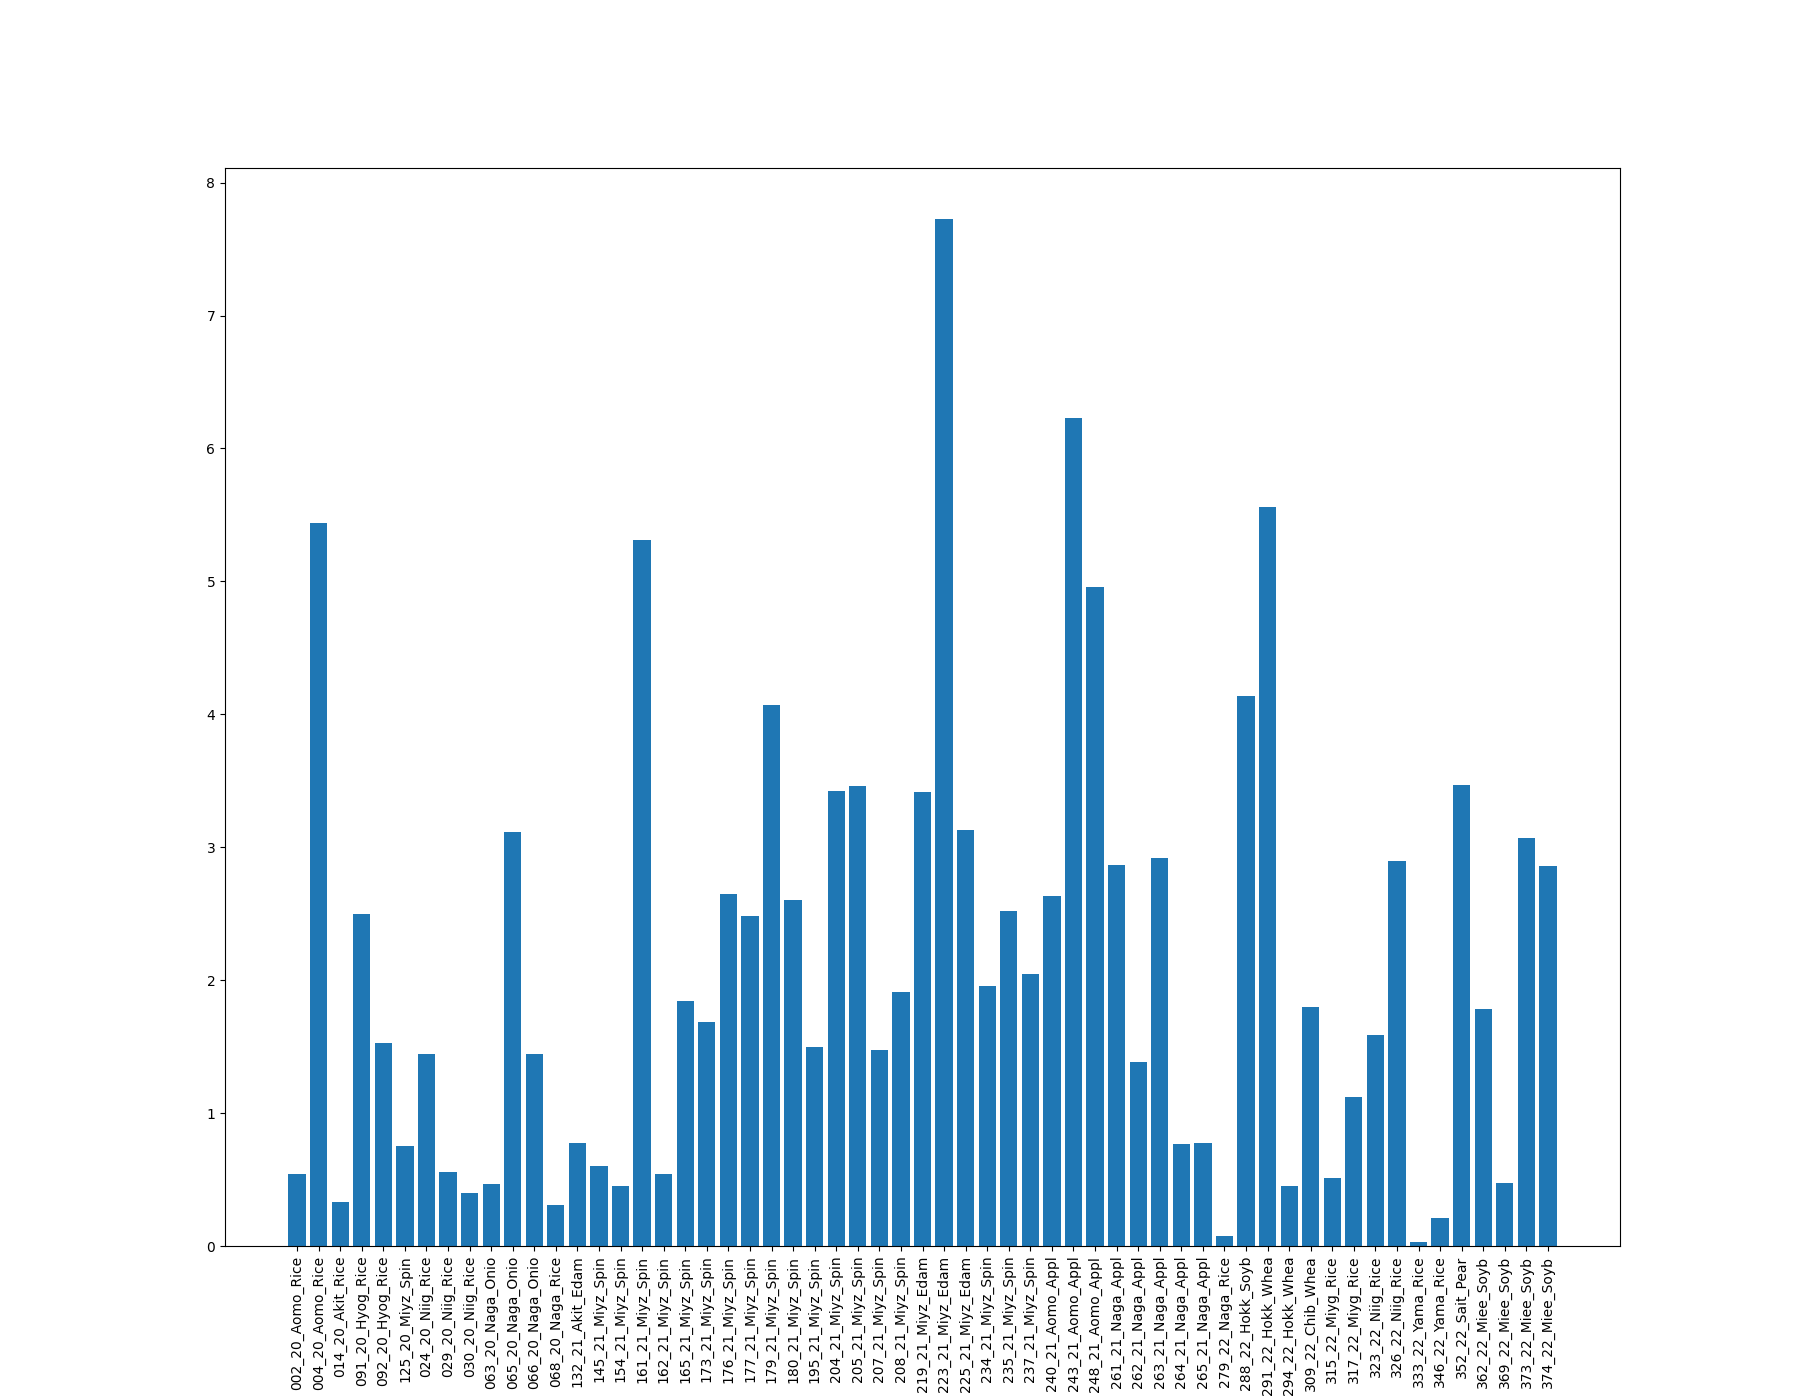 8
7
6
5
4
3
2
1
0
002_20_Aomo_Rice
004_20_Aomo_Rice
014_20_Akit_Rice
091_20_Hyog_Rice
092_20_Hyog_Rice
125_20_Miyz_Spin
024_20_Niig_Rice
029_20_Niig_Rice
030_20_Niig_Rice
063_20_Naga_Onio
065_20_Naga_Onio
066_20_Naga_Onio
068_20_Naga_Rice
132_21_Akit_Edam
145_21_Miyz_Spin
154_21_Miyz_Spin
161_21_Miyz_Spin
162_21_Miyz_Spin
165_21_Miyz_Spin
173_21_Miyz_Spin
176_21_Miyz_Spin
177_21_Miyz_Spin
179_21_Miyz_Spin
180_21_Miyz_Spin
195_21_Miyz_Spin
204_21_Miyz_Spin
205_21_Miyz_Spin
207_21_Miyz_Spin
208_21_Miyz_Spin
219_21_Miyz_Edam
223_21_Miyz_Edam
225_21_Miyz_Edam
234_21_Miyz_Spin
235_21_Miyz_Spin
237_21_Miyz_Spin
240_21_Aomo_Appl
243_21_Aomo_Appl
248_21_Aomo_Appl
261_21_Naga_Appl
262_21_Naga_Appl
263_21_Naga_Appl
264_21_Naga_Appl
265_21_Naga_Appl
279_22_Naga_Rice
288_22_Hokk_Soyb
291_22_Hokk_Whea
294_22_Hokk_Whea
309_22_Chib_Whea
315_22_Miyg_Rice
317_22_Miyg_Rice
323_22_Niig_Rice
326_22_Niig_Rice
333_22_Yama_Rice
346_22_Yama_Rice
352_22_Sait_Pear
362_22_Miee_Soyb
369_22_Miee_Soyb
373_22_Miee_Soyb
374_22_Miee_Soyb